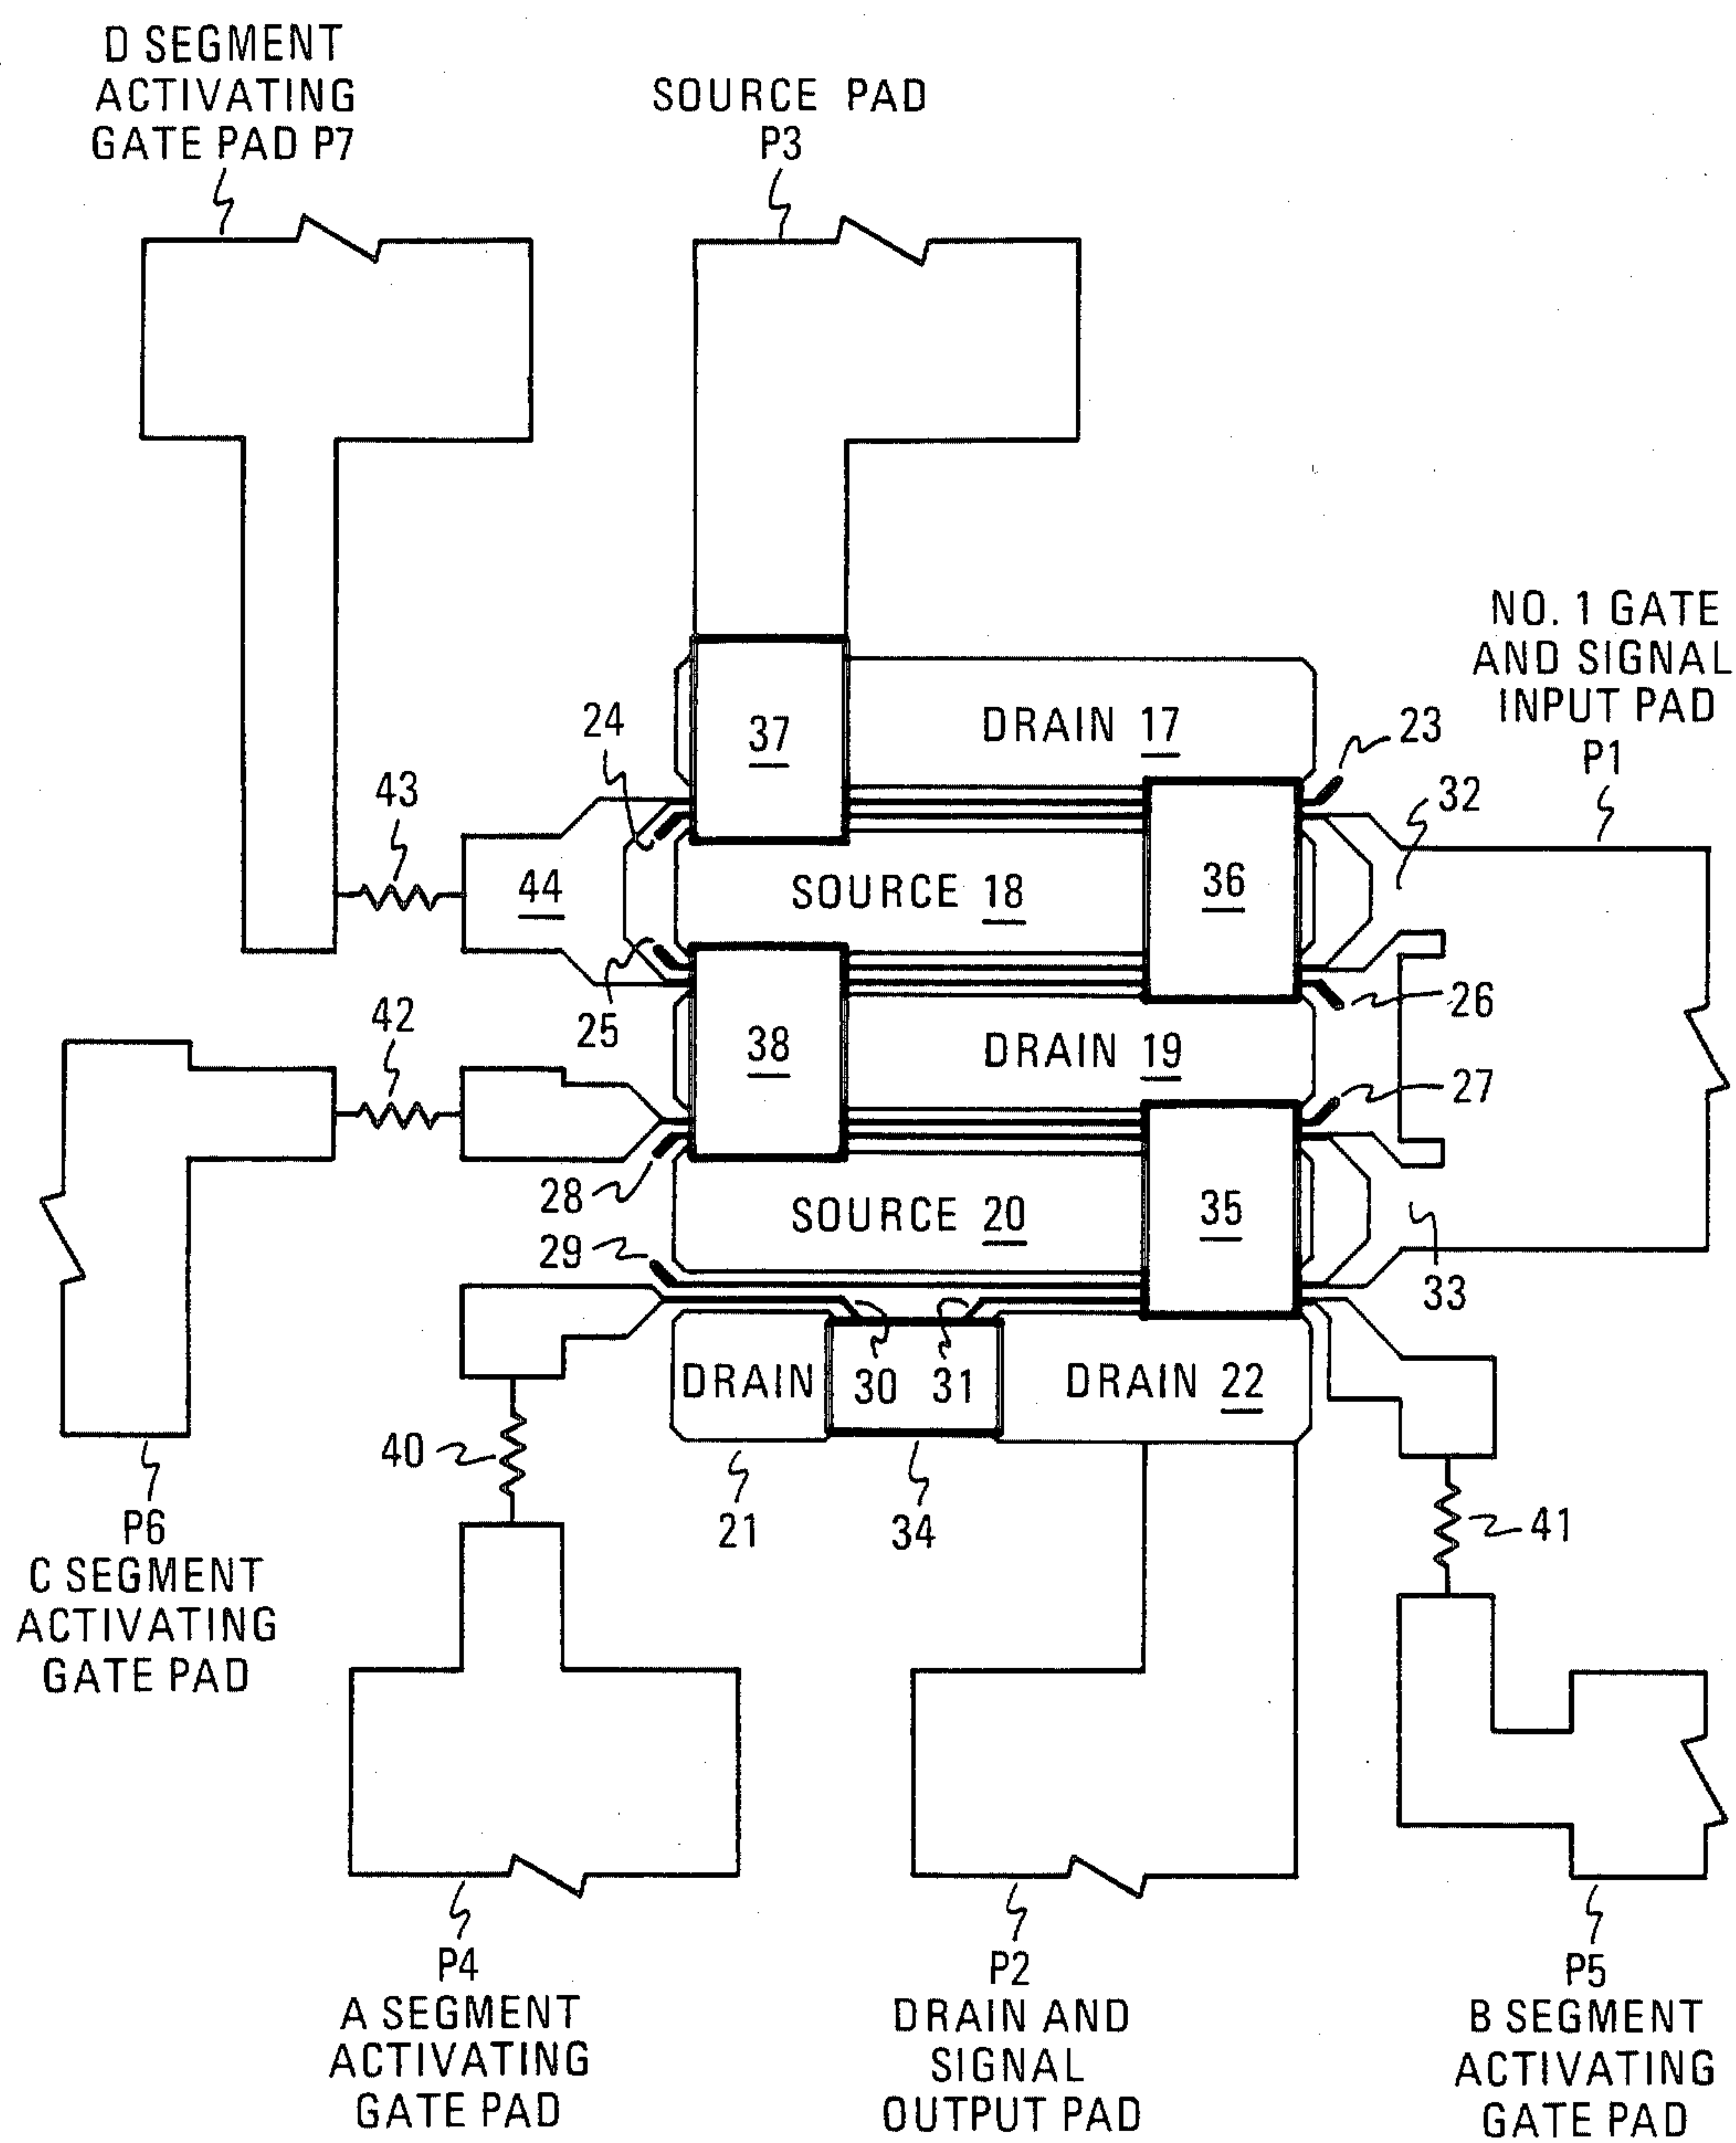 D SEGMENT
ACTIVATING
GATE PAD P7
SOURCE PAD
P3
NO. 1 GATE
AND SIGNAL
INPUT PAD
P1
24
37
DRAIN 17
23
43
32
44
SOURCE 18
36
25
42
38
DRAIN 19
26
27
28
SOURCE 20
35
29
33
DRAIN
30
31
DRAIN 22
40
21
34
41
P6
C SEGMENT
ACTIVATING
GATE PAD
P4
A SEGMENT
ACTIVATING
GATE PAD
P2
DRAIN AND
SIGNAL
OUTPUT PAD
P5
B SEGMENT
ACTIVATING
GATE PAD